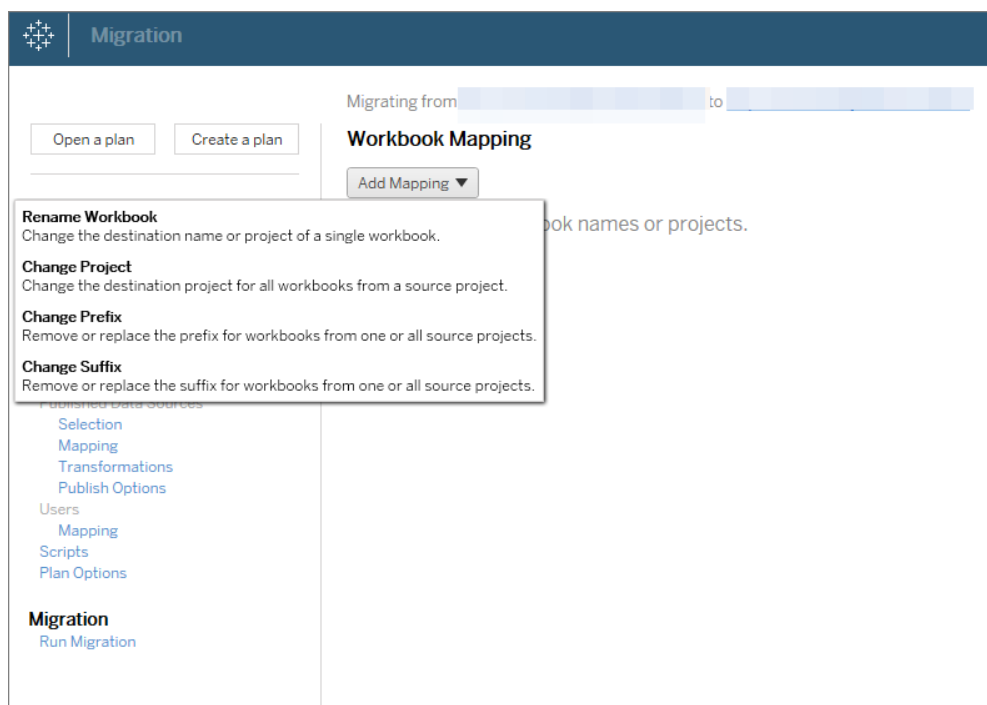 Migration
Migrating from to
Open a plan
Create a plan
Workbook Mapping
Add Mapping ▼
Rename Workbook
Change the destination name or project of a single workbook.
book names or projects.
Change Project
Change the destination project for all workbooks from a source project.
Change Prefix
Remove or replace the prefix for workbooks from one or all source projects.
Change Suffix
Remove or replace the suffix for workbooks from one or all source projects.
Published Data Sources
Selection
Mapping
Transformations
Publish Options
Users
Mapping
Scripts
Plan Options
Migration
Run Migration